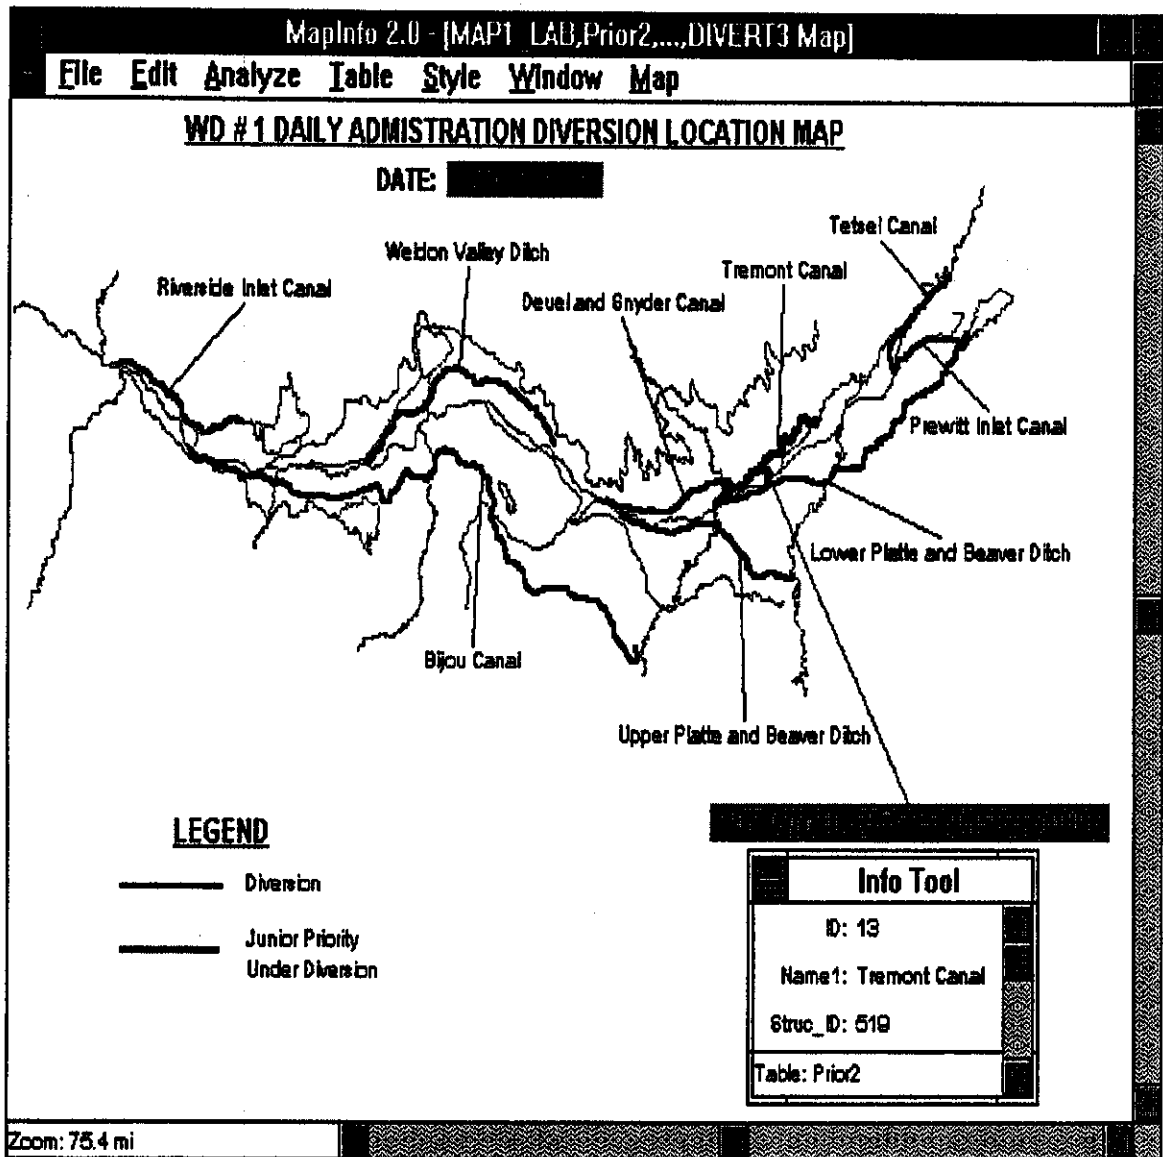 MapInfo 2.0 - [MAP1_LAB,Prior2,...,DIVERT3 Map]
File Edit Analyze Table Style Window Map
WD # 1 DAILY ADMISTRATION DIVERSION LOCATION MAP
DATE:
Tetsel Canal
Weldon Valley Ditch
Tremont Canal
Riverside Inlet Canal
Deuel and Snyder Canal
Prewitt Inlet Canal
Lower Platte and Beaver Ditch
Bijou Canal
Upper Platte and Beaver Ditch
LEGEND
Diversion
Junior Priority
Under Diversion
Info Tool
ID: 13
Name1: Tremont Canal
Struc_ID: 519
Table: Prior2
Zoom: 75.4 mi